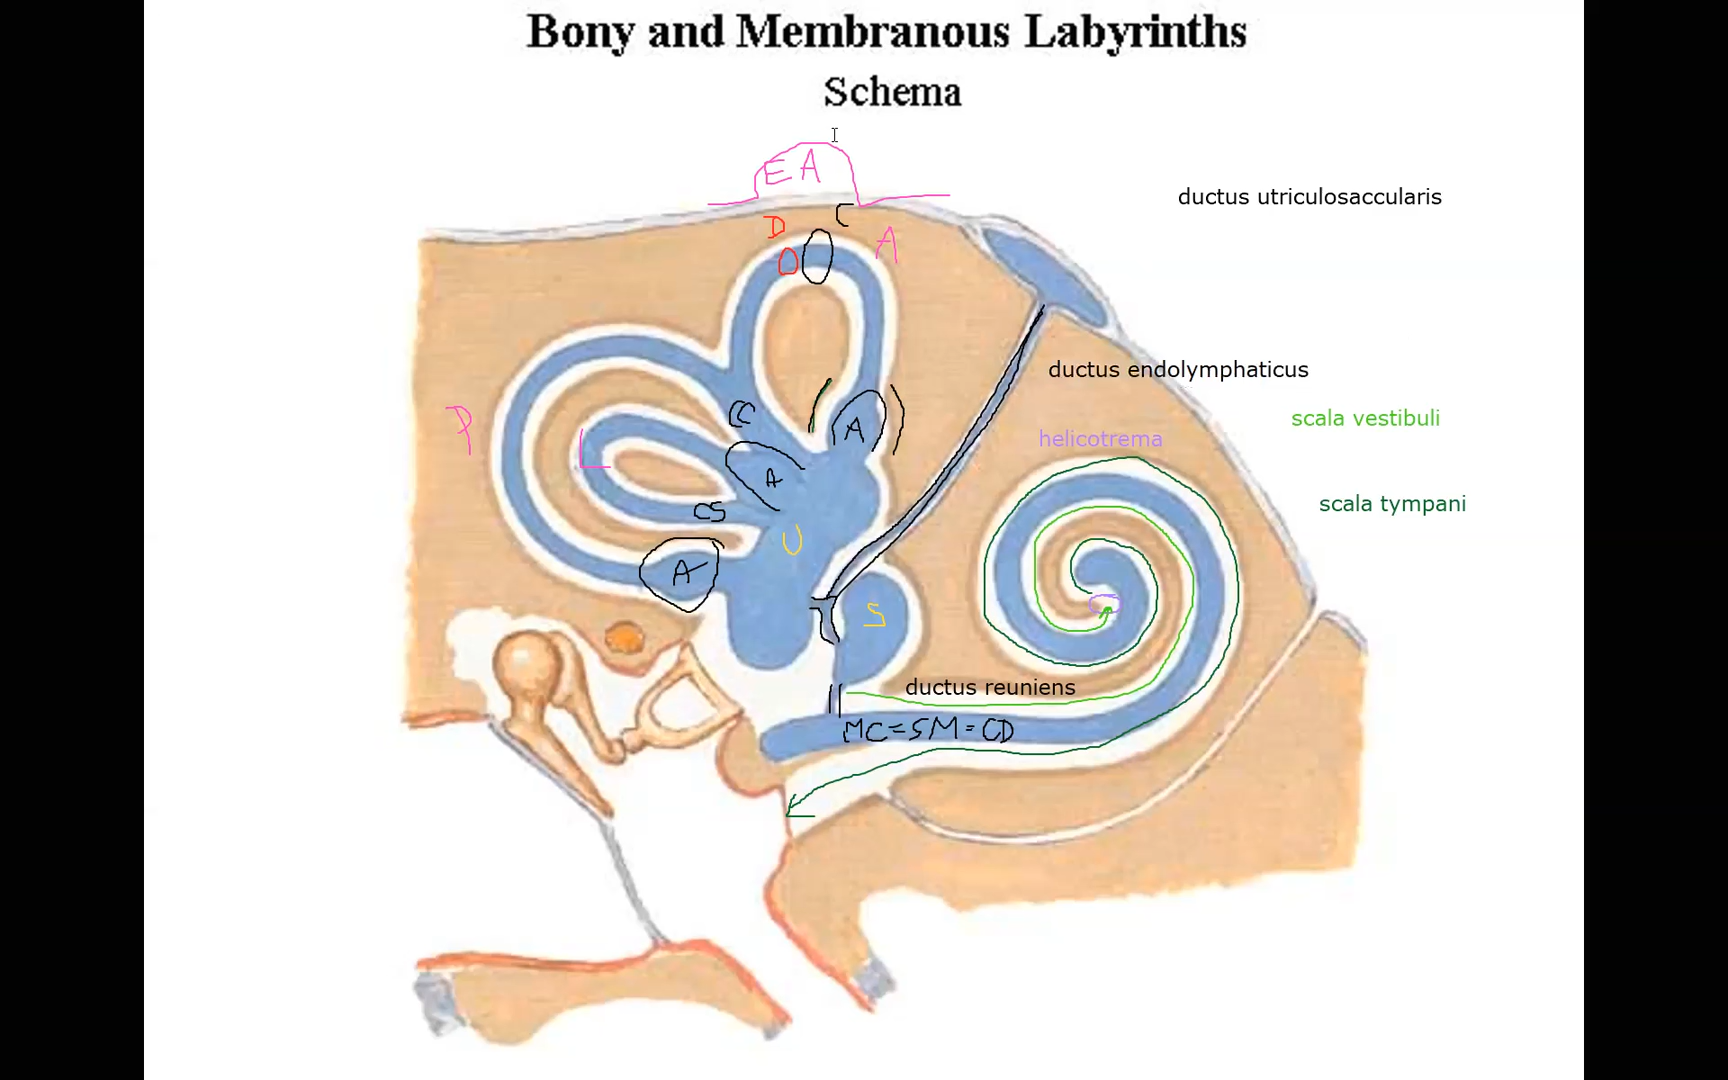 Bony and Membranous Labyrinths
Schema
E A
ductus utriculosaccularis
D
C
A
O
ductus endolymphaticus
scala vestibuli
P
CC
A
helicotrema
L
A
scala tympani
CS
U
A
S
ductus reuniens
MC=SM=CD